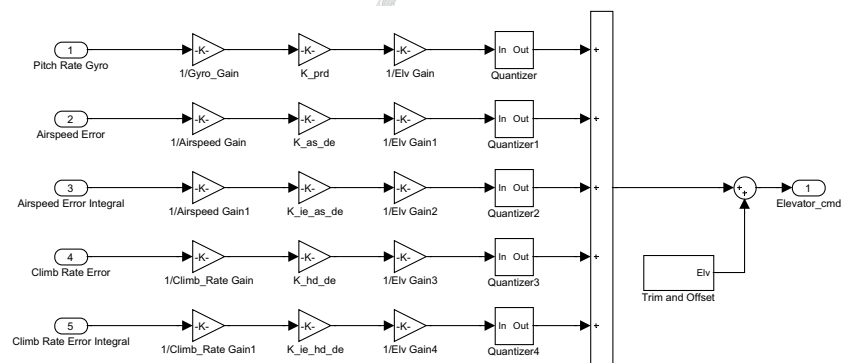 1 -K- -K- -K- In Out +
Pitch Rate Gyro 1/Gyro_Gain K_prd 1/Elv Gain Quantizer
2 -K- -K- -K- In Out +
Airspeed Error 1/Airspeed Gain K_as_de 1/Elv Gain1 Quantizer1
3 -K- -K- -K- In Out + + + 1
Airspeed Error Integral 1/Airspeed Gain1 K_ie_as_de 1/Elv Gain2 Quantizer2 Elevator_cmd
4 -K- -K- -K- In Out + Elv
Climb Rate Error 1/Climb_Rate Gain K_hd_de 1/Elv Gain3 Quantizer3 Trim and Offset
5 -K- -K- -K- In Out +
Climb Rate Error Integral 1/Climb_Rate Gain1 K_ie_hd_de 1/Elv Gain4 Quantizer4